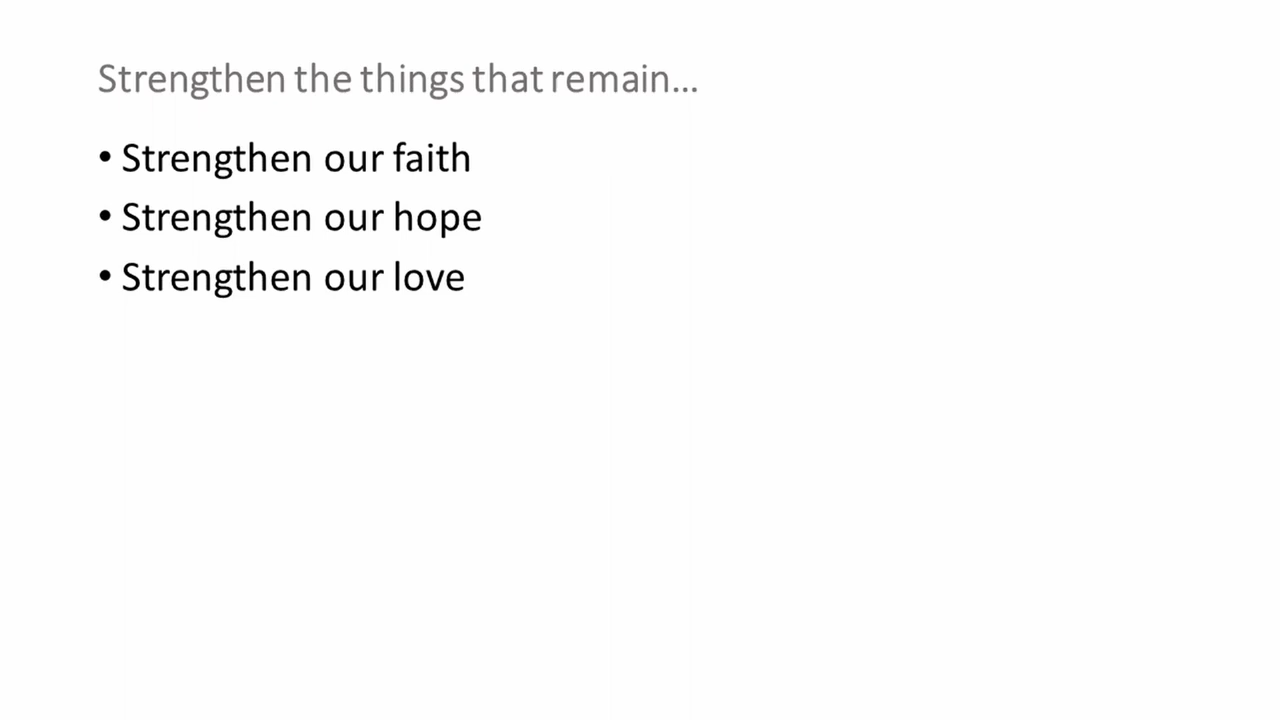 Strengthen the things that remain...
• Strengthen our faith
• Strengthen our hope
• Strengthen our love